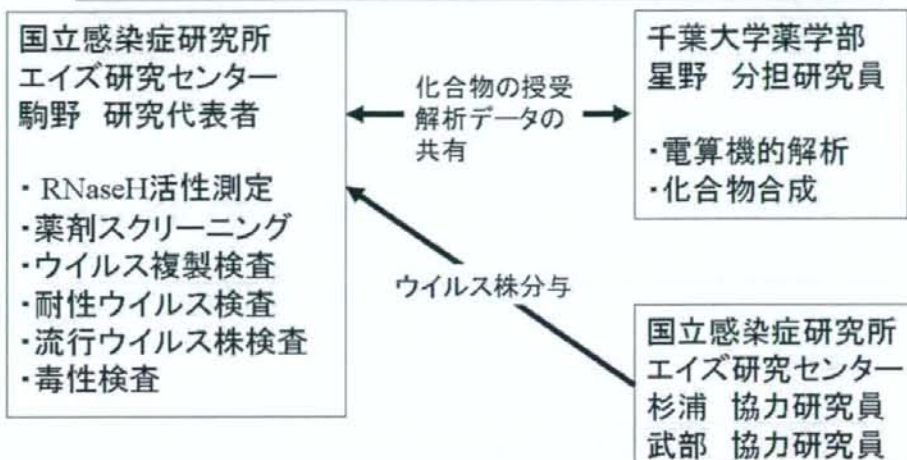 国立感染症研究所
エイズ研究センター
駒野 研究代表者
・RNaseH活性測定
・薬剤スクリーニング
・ウイルス複製検査
・耐性ウイルス検査
・流行ウイルス株検査
・毒性検査
化合物の授受
解析データの
共有
千葉大学薬学部
星野 分担研究員
・電算機的解析
・化合物合成
ウイルス株分与
国立感染症研究所
エイズ研究センター
杉浦 協力研究員
武部 協力研究員